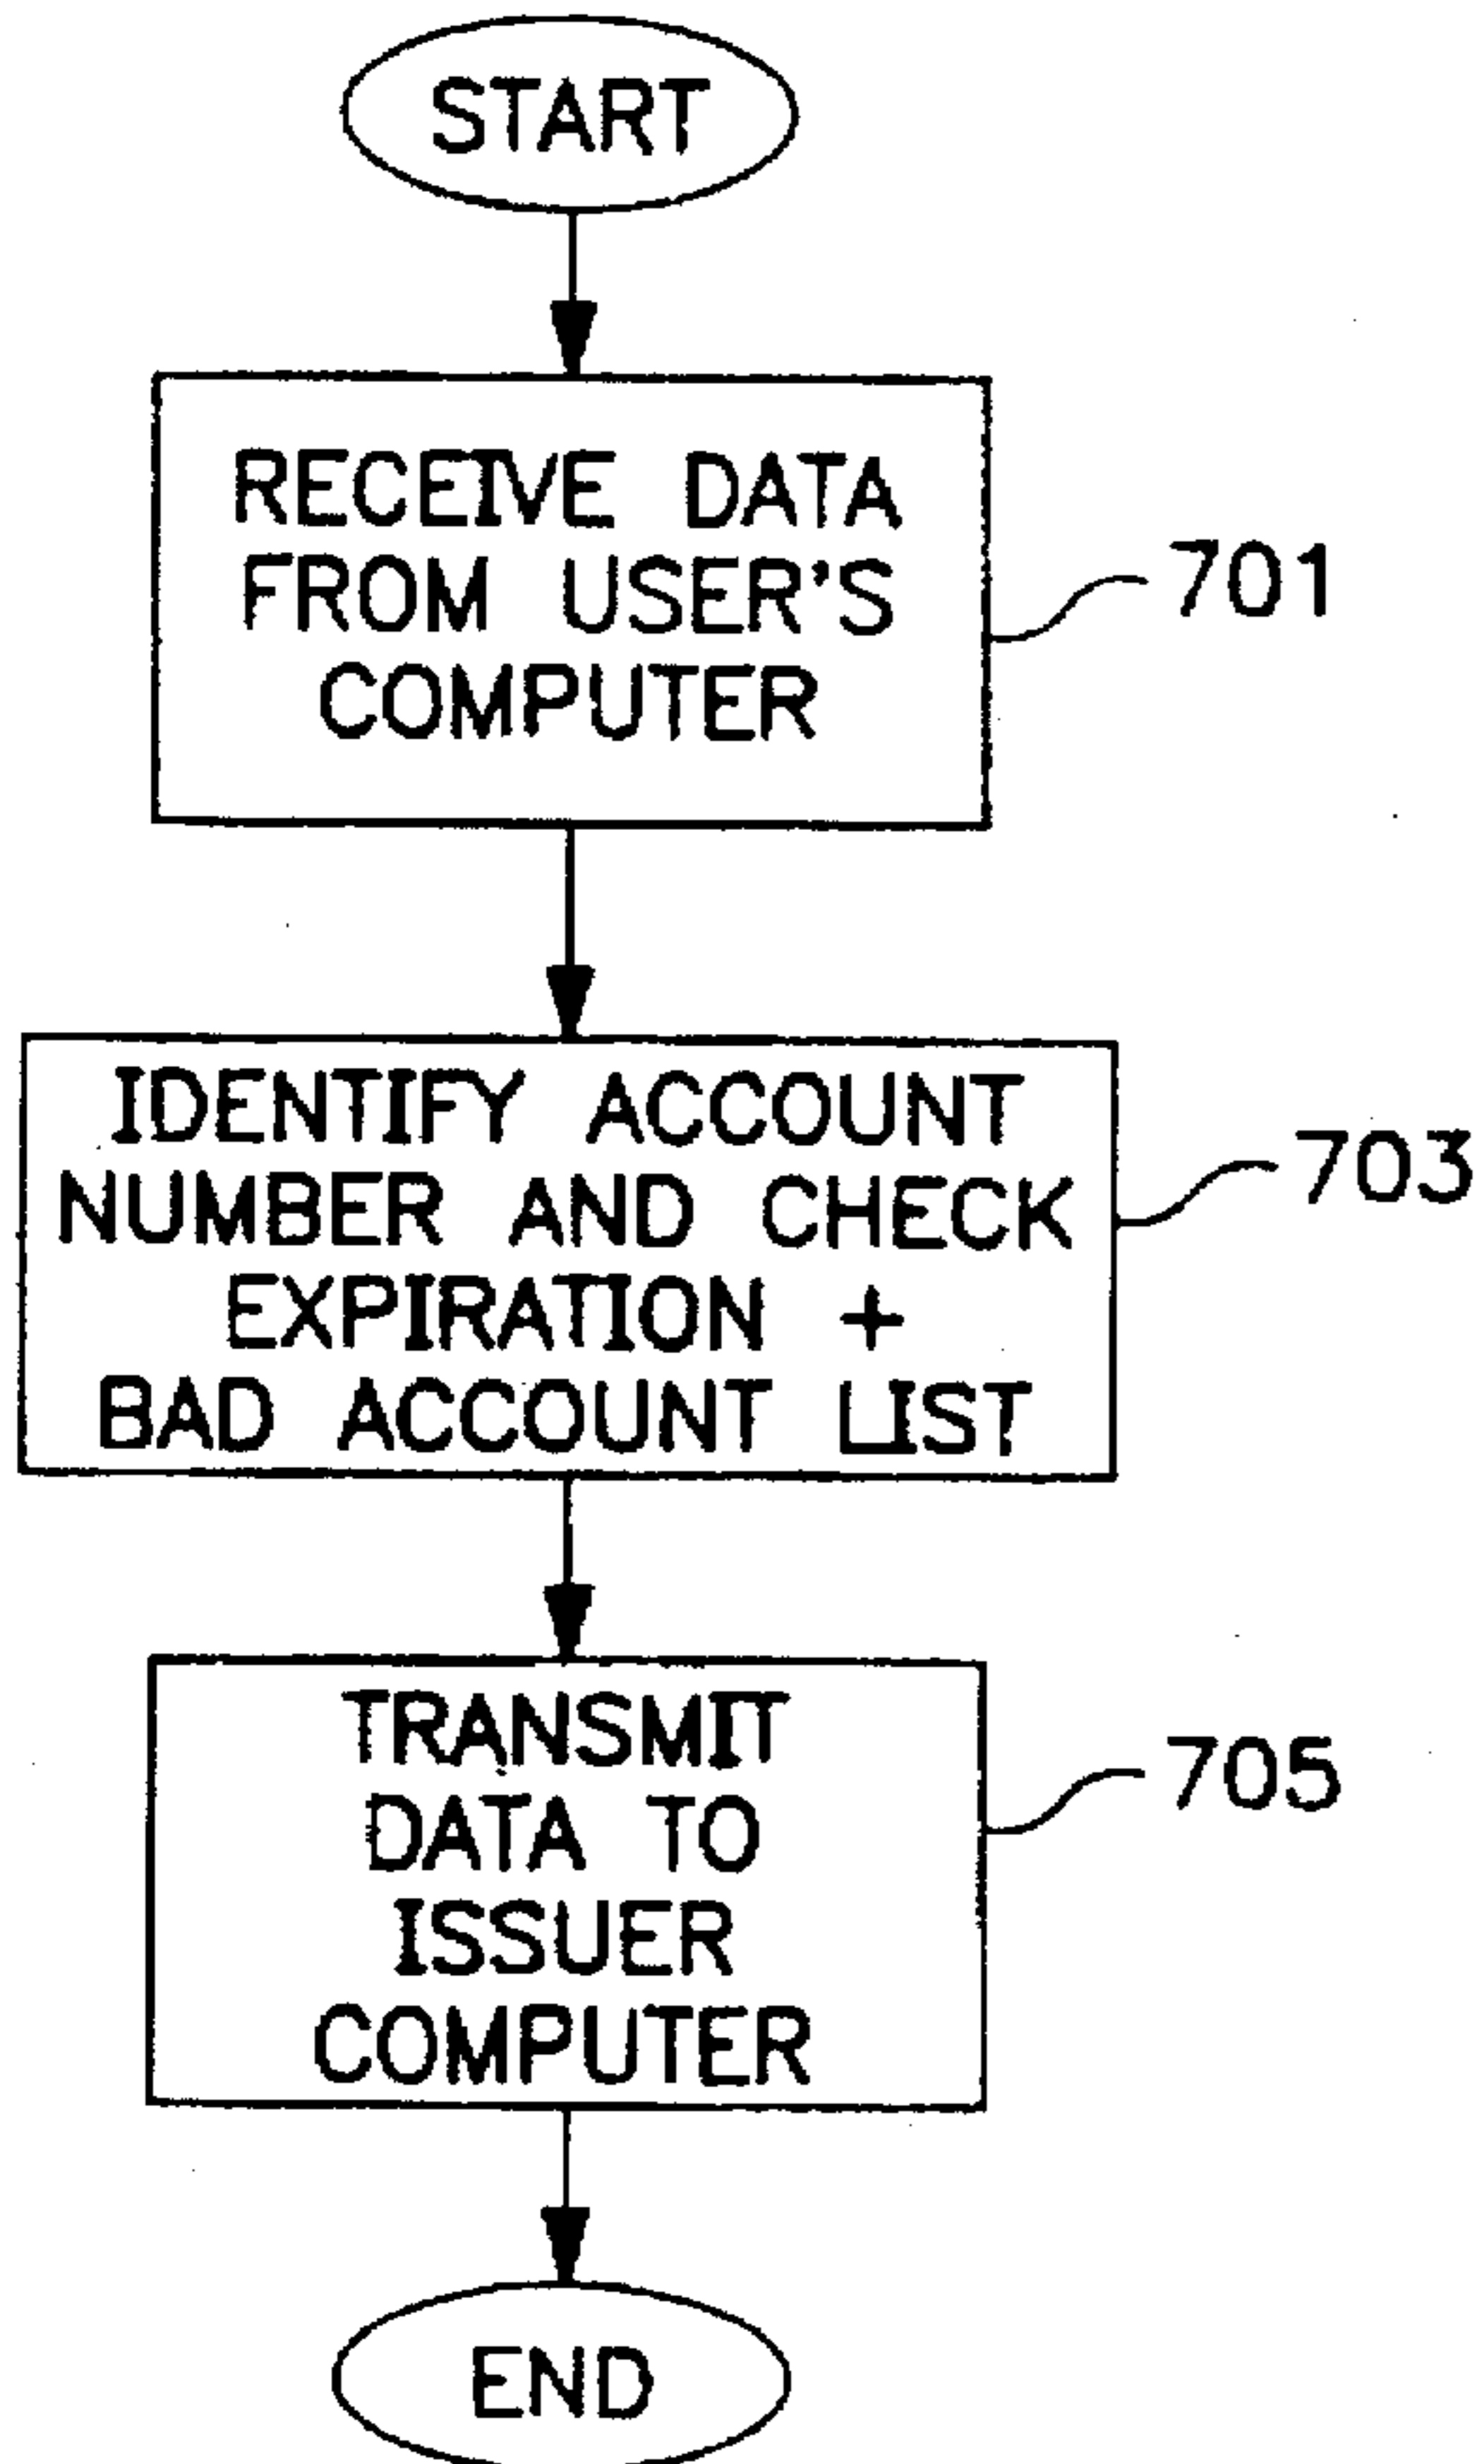 START
RECEIVE DATA
FROM USER'S
COMPUTER
701
IDENTIFY ACCOUNT
NUMBER AND CHECK
EXPIRATION +
BAD ACCOUNT LIST
703
TRANSMIT
DATA TO
ISSUER
COMPUTER
705
END